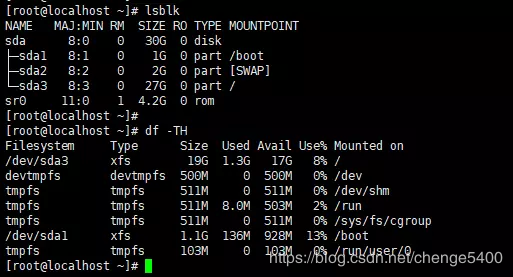 [root@localhost ~]# lsblk
NAME   MAJ:MIN RM  SIZE RO TYPE MOUNTPOINT
sda      8:0    0   30G  0 disk
├─sda1   8:1    0    1G  0 part /boot
├─sda2   8:2    0    2G  0 part [SWAP]
└─sda3   8:3    0   27G  0 part /
sr0     11:0    1  4.2G  0 rom
[root@localhost ~]#
[root@localhost ~]# df -TH
Filesystem     Type      Size  Used Avail Use% Mounted on
/dev/sda3      xfs        19G  1.3G   17G   8% /
devtmpfs       devtmpfs  500M     0  500M   0% /dev
tmpfs          tmpfs     511M     0  511M   0% /dev/shm
tmpfs          tmpfs     511M  8.0M  503M   2% /run
tmpfs          tmpfs     511M     0  511M   0% /sys/fs/cgroup
/dev/sda1      xfs       1.1G  136M  928M  13% /boot
tmpfs          tmpfs     103M     0  103M   0% /run/user/0
[root@localhost ~]#
https://blog.csdn.net/chenge5400